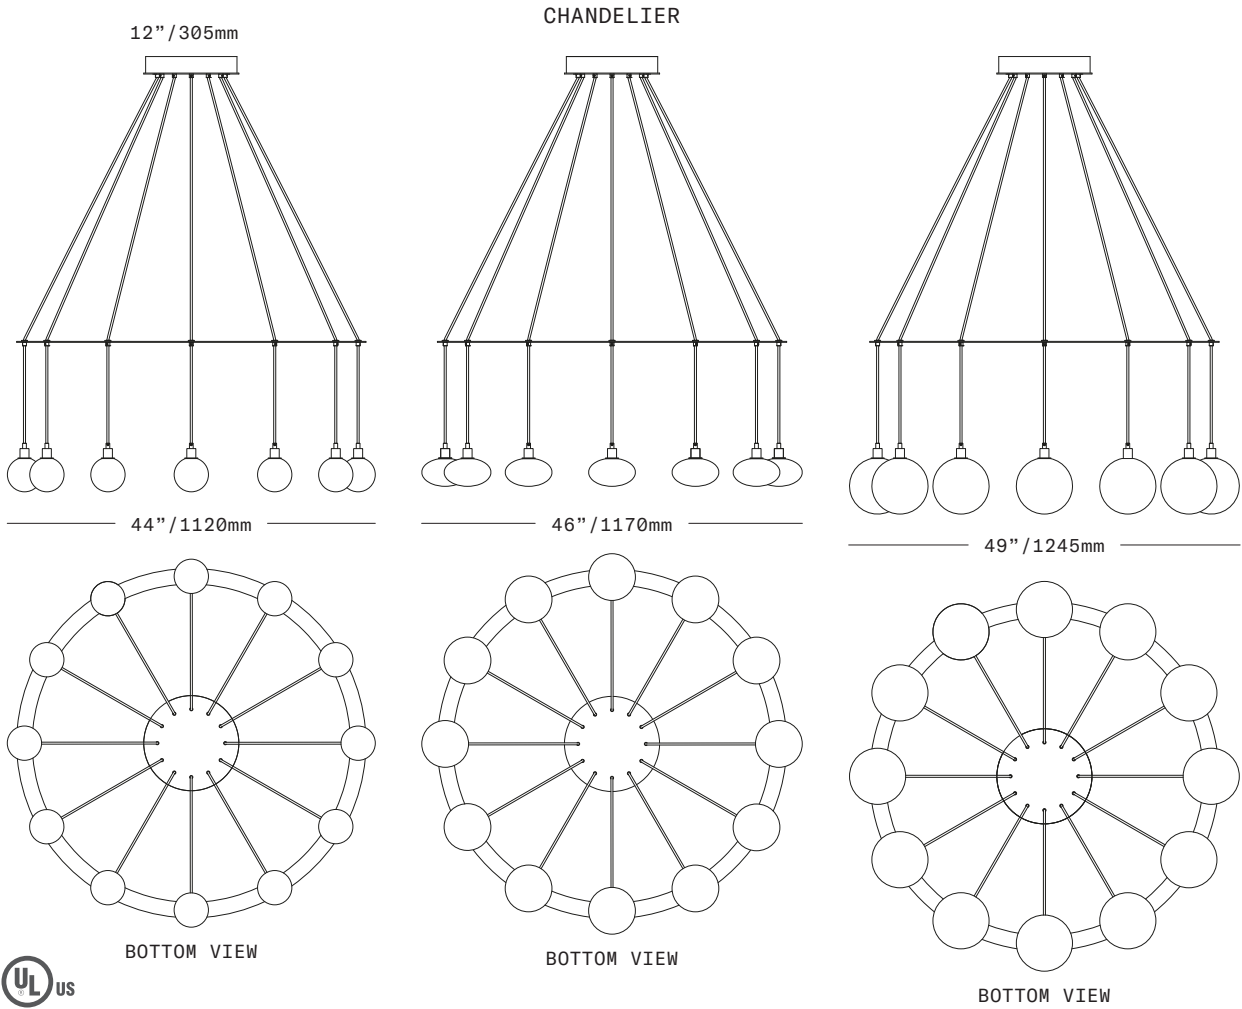 CHANDELIER
12”/305mm
44”/1120mm
46”/1170mm
49”/1245mm
BOTTOM VIEW
BOTTOM VIEW
BOTTOM VIEW
UL US
®